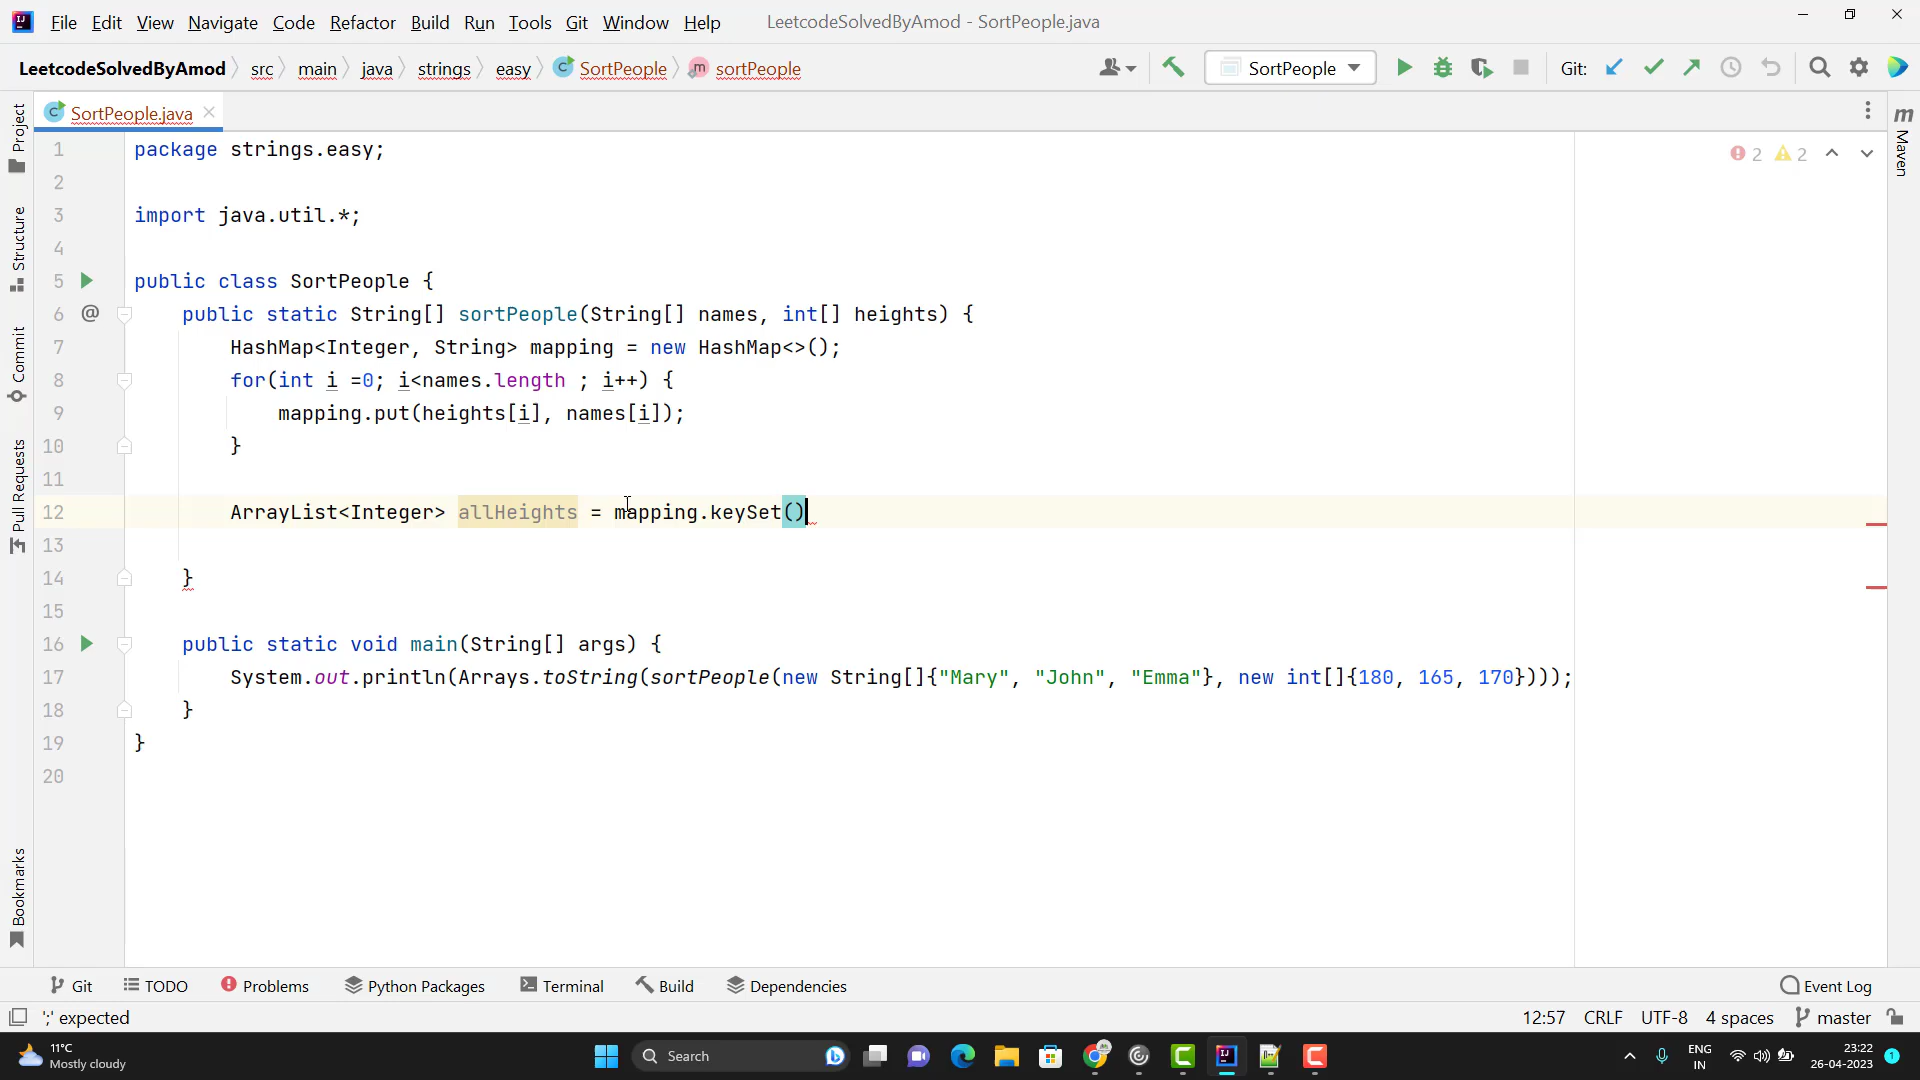 File Edit View Navigate Code Refactor Build Run Tools Git Window Help LeetcodeSolvedByAmod - SortPeople.java
LeetcodeSolvedByAmod src main java strings easy SortPeople sortPeople SortPeople Git:
SortPeople.java
Project
Structure
Commit
Pull Requests
Bookmarks
Maven
2 2
1 package strings.easy;
2
3 import java.util.*;
4
5 public class SortPeople {
6 @ public static String[] sortPeople(String[] names, int[] heights) {
7 HashMap<Integer, String> mapping = new HashMap<>();
8 for(int i =0; i<names.length ; i++) {
9 mapping.put(heights[i], names[i]);
10 }
11
12 ArrayList<Integer> allHeights = mapping.keySet()
13
14 }
15
16 public static void main(String[] args) {
17 System.out.println(Arrays.toString(sortPeople(new String[]{"Mary", "John", "Emma"}, new int[]{180, 165, 170})));
18 }
19 }
20
Git TODO Problems Python Packages Terminal Build Dependencies Event Log
';' expected 12:57 CRLF UTF-8 4 spaces master
11°C
Mostly cloudy
Search
ENG
IN
23:22
26-04-2023
1